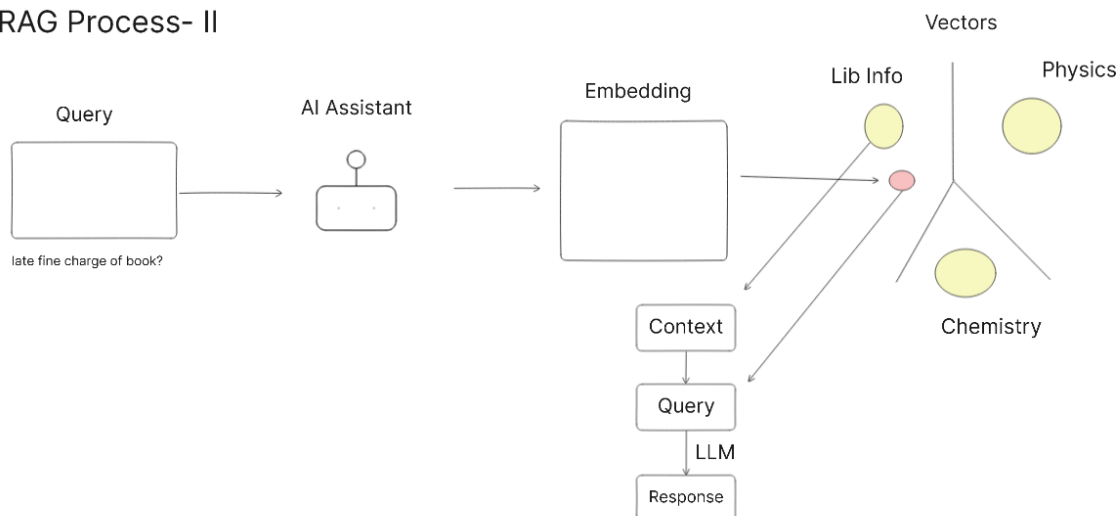 RAG Process- II
Vectors
Lib Info
Physics
Embedding
AI Assistant
Query
late fine charge of book?
Context
Chemistry
Query
LLM
Response